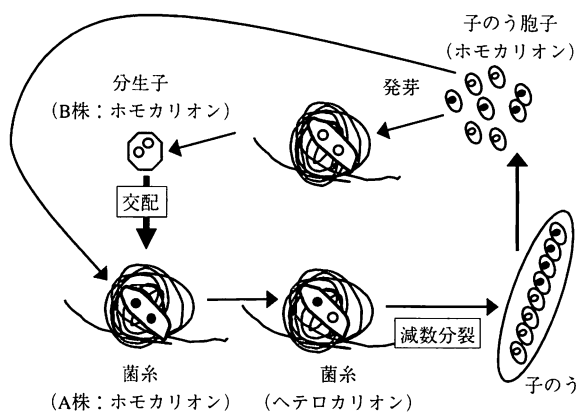 子のう胞子
(ホモカリオン)
発芽
分生子
(B株：ホモカリオン)
交配
減数分裂
子のう
菌糸
(A株：ホモカリオン)
菌糸
(ヘテロカリオン)